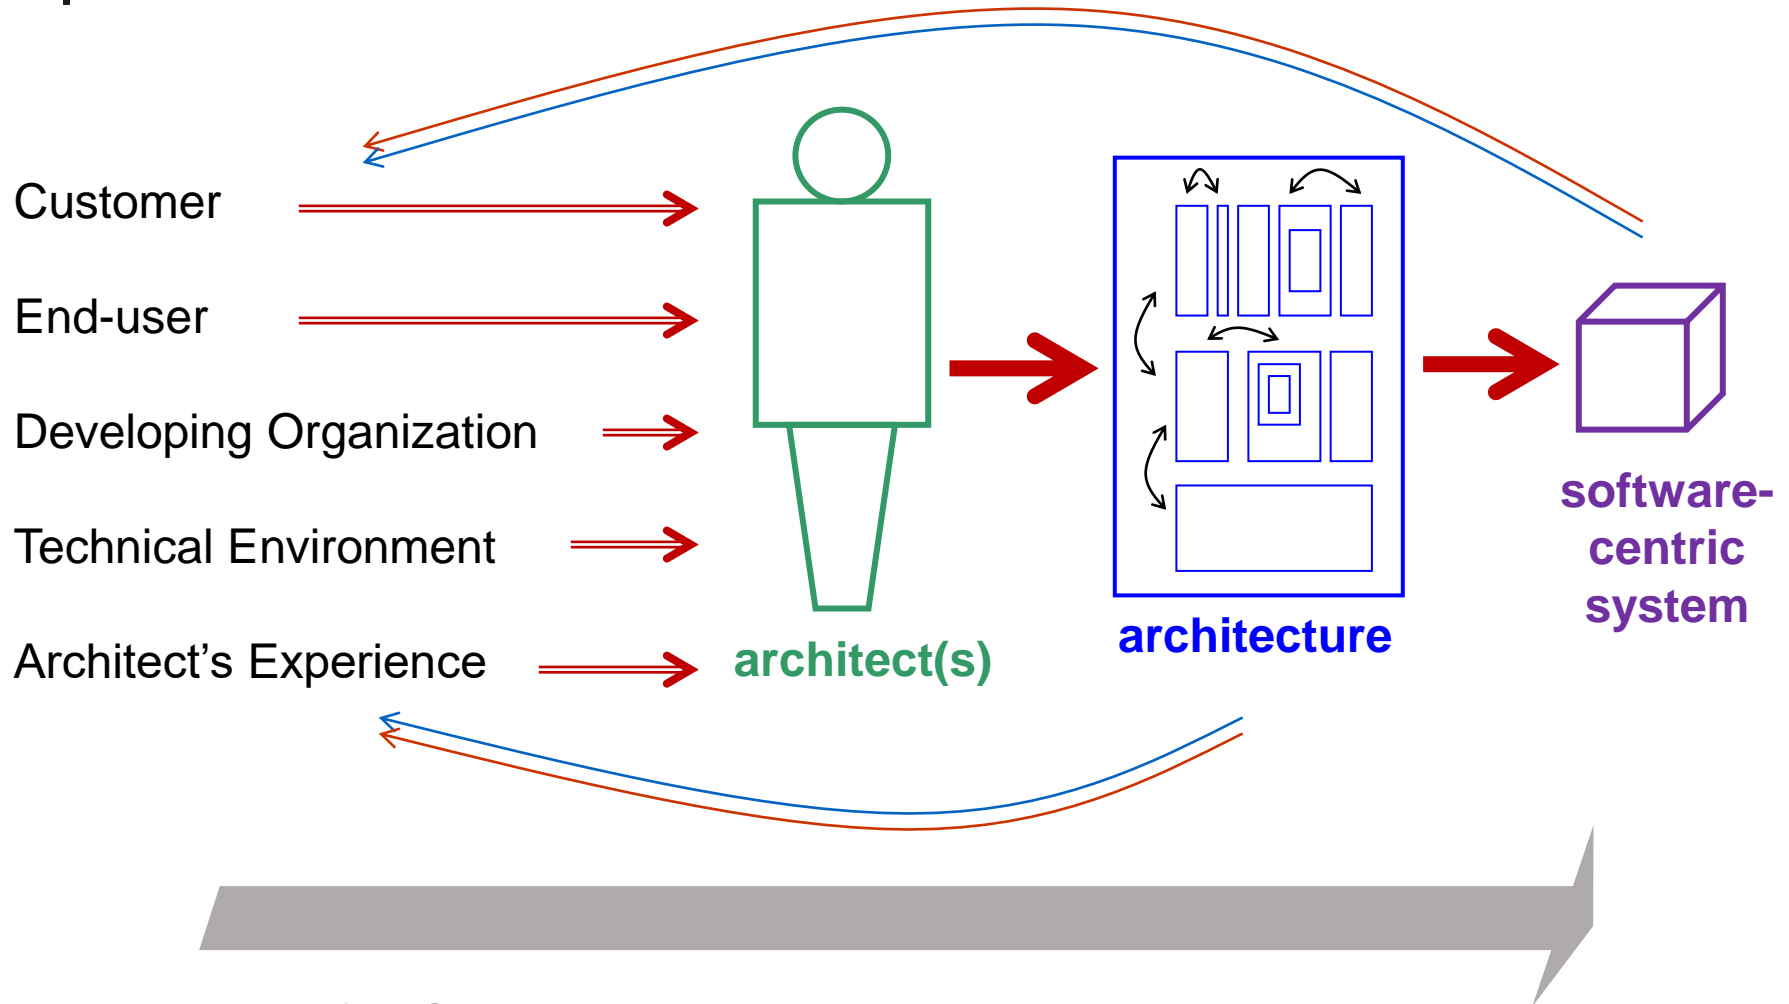 Customer
End-user
Developing Organization
Technical Environment
Architect’s Experience
architect(s)
architecture
software-
centric
system